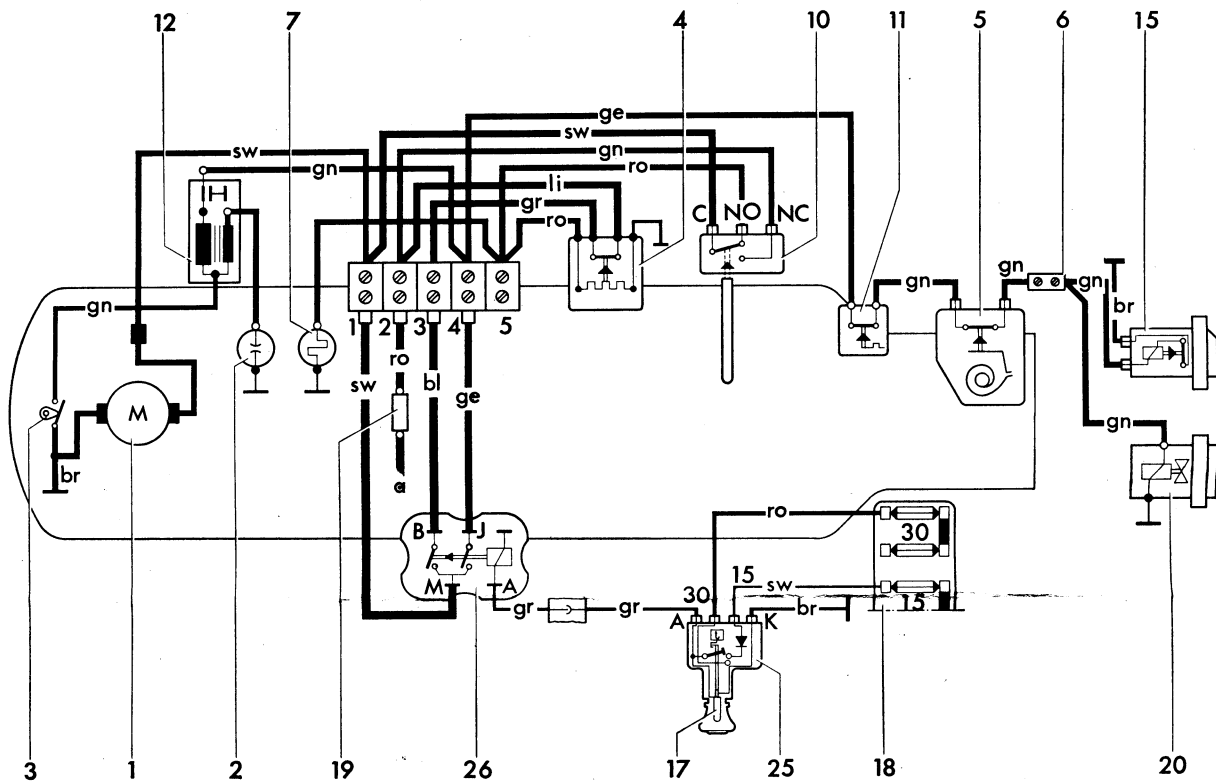 12 7 4 10 11 5 6 15
ge
sw
sw gn
gn ro
li
gr
ro
C NO NC
1 2 3 4 5
gn
gn gn gn
br
ro
sw bl ge
M
a
gn
br
B J
M A
ro
30
15 sw
15
30
gr gr
A K br
3 1 2 19 26 17 25 18 20